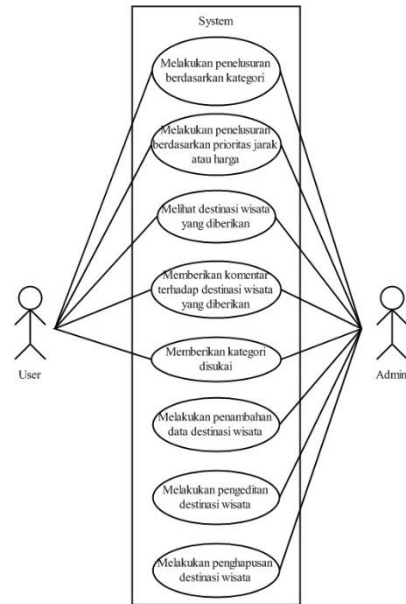 System
Melakukan penelusuran
berdasarkan kategori
Melakukan penelusuran
berdasarkan prioritas jarak
atau harga
Melihat destinasi wisata
yang diberikan
Memberikan komentar
terhadap destinasi wisata
yang diberikan
Memberikan kategori
disukai
User
Admin
Melakukan penambahan
data destinasi wisata
Melakukan pengeditan
destinasi wisata
Melakukan penghapusan
destinasi wisata